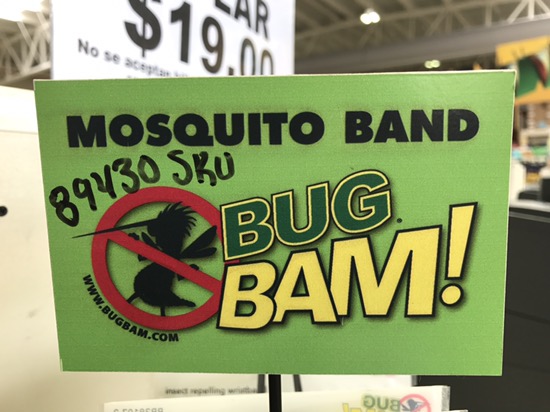 $19.00
No se aceptan
MOSQUITO BAND
89430 SKU
BUG
BAM!
WWW.BUGBAM.COM
insect repelling wristband
BUG